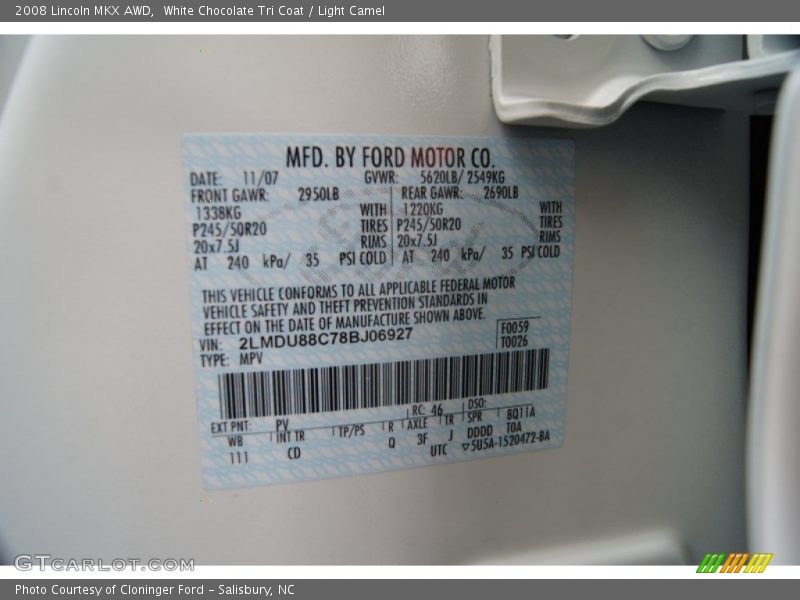 2008 Lincoln MKX AWD,  White Chocolate Tri Coat / Light Camel
MFD. BY FORD MOTOR CO.
DATE: 11/07 GVWR: 5620LB/ 2549KG
FRONT GAWR: 2950LB REAR GAWR: 2690LB
1338KG WITH 1220KG WITH
P245/50R20 TIRES P245/50R20 TIRES
20x7.5J RIMS 20x7.5J RIMS
AT 240 kPa/ 35 PSI COLD AT 240 kPa/ 35 PSI COLD
THIS VEHICLE CONFORMS TO ALL APPLICABLE FEDERAL MOTOR
VEHICLE SAFETY AND THEFT PREVENTION STANDARDS IN
EFFECT ON THE DATE OF MANUFACTURE SHOWN ABOVE.
VIN: 2LMDU88C78BJ06927 F0059
TYPE: MPV T0026
EXT PNT: PV RC: 46 DSO:
WB INT TR TP/PS R AXLE TR SPR 8Q11A
111 CD Q 3F J DDDD T0A
UTC ▽5U5A-1520472-BA
GTCARLOT.COM
Photo Courtesy of Cloninger Ford – Salisbury, NC